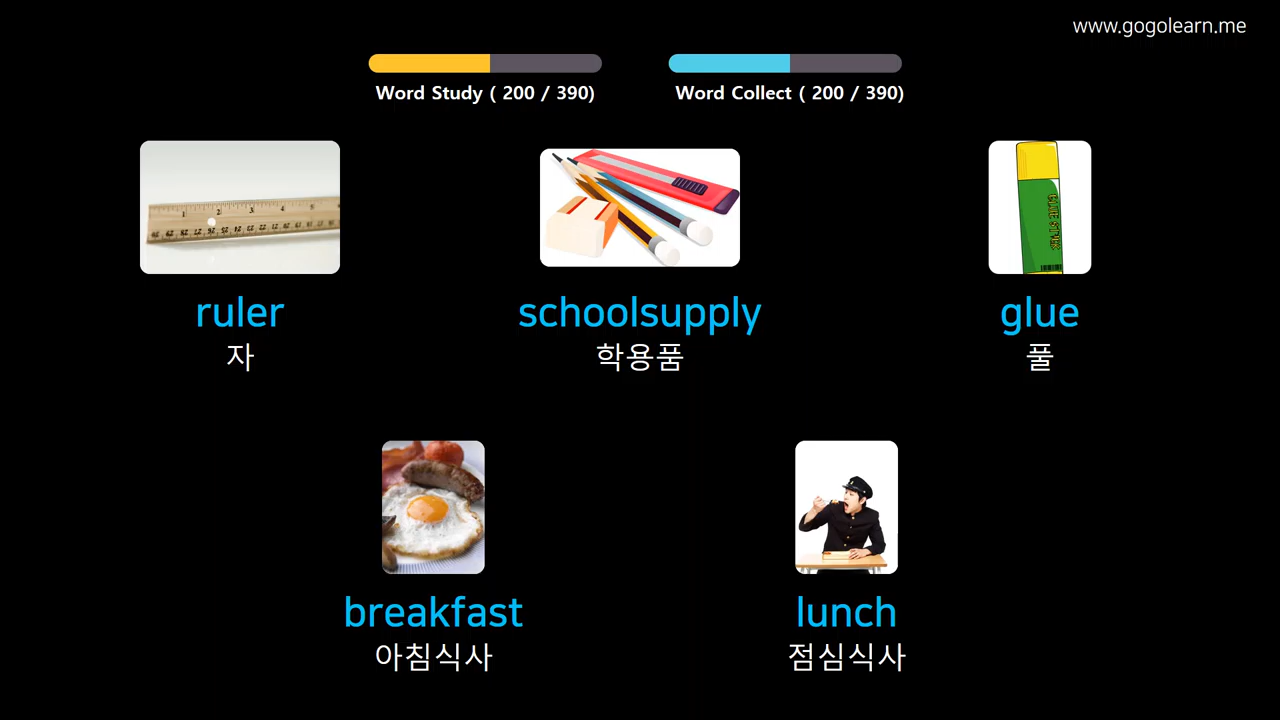 www.gogolearn.me
Word Study ( 200 / 390)
Word Collect ( 200 / 390)
ruler
자
schoolsupply
학용품
glue
풀
breakfast
아침식사
lunch
점심식사